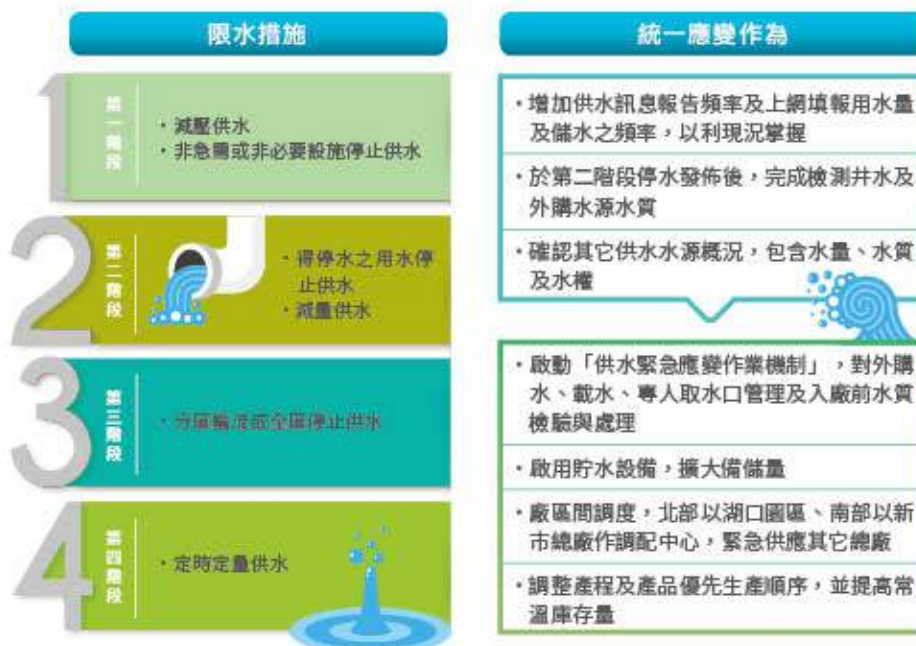 限水措施
1
第一階段
・減壓供水
・非急需或非必要設施停止供水
2
第二階段
・得停水之用水停
止供水
・減量供水
3
第三階段
・分區輪流或全區停止供水
4
第四階段
・定時定量供水
統一應變作為
・增加供水訊息報告頻率及上網填報用水量
及儲水之頻率，以利現況掌握
・於第二階段停水發佈後，完成檢測井水及
外購水源水質
・確認其它供水水源概況，包含水量、水質
及水權
・啟動「供水緊急應變作業機制」，對外購
水、載水、專人取水口管理及入廠前水質
檢驗與處理
・啟用貯水設備，擴大備儲量
・廠區間調度，北部以湖口園區、南部以新
市總廠作調配中心，緊急供應其它總廠
・調整產程及產品優先生產順序，並提高常
溫庫存量